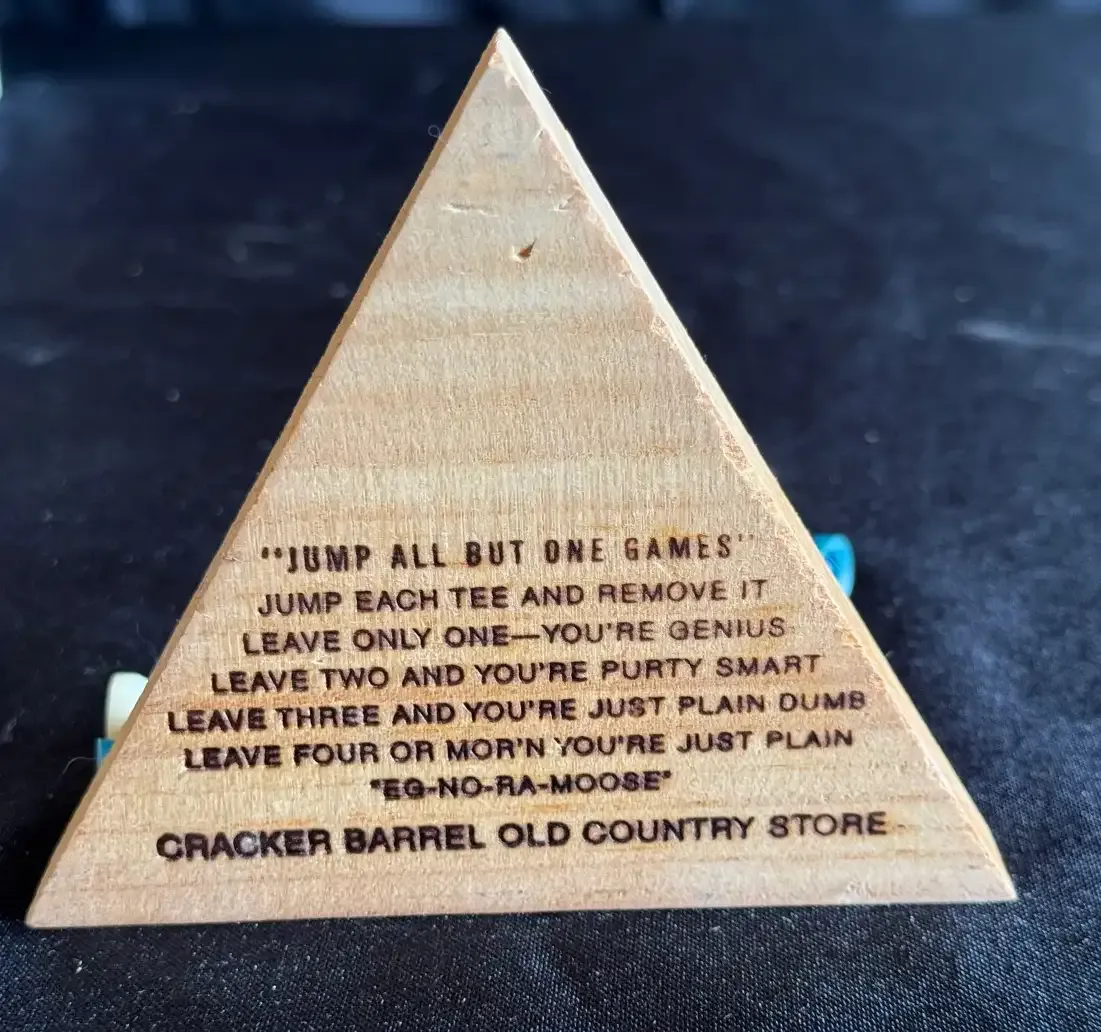 "JUMP ALL BUT ONE GAMES"
JUMP EACH TEE AND REMOVE IT
LEAVE ONLY ONE—YOU'RE GENIUS
LEAVE TWO AND YOU'RE PURTY SMART
LEAVE THREE AND YOU'RE JUST PLAIN DUMB
LEAVE FOUR OR MOR'N YOU'RE JUST PLAIN
"EG-NO-RA-MOOSE"
CRACKER BARREL OLD COUNTRY STORE